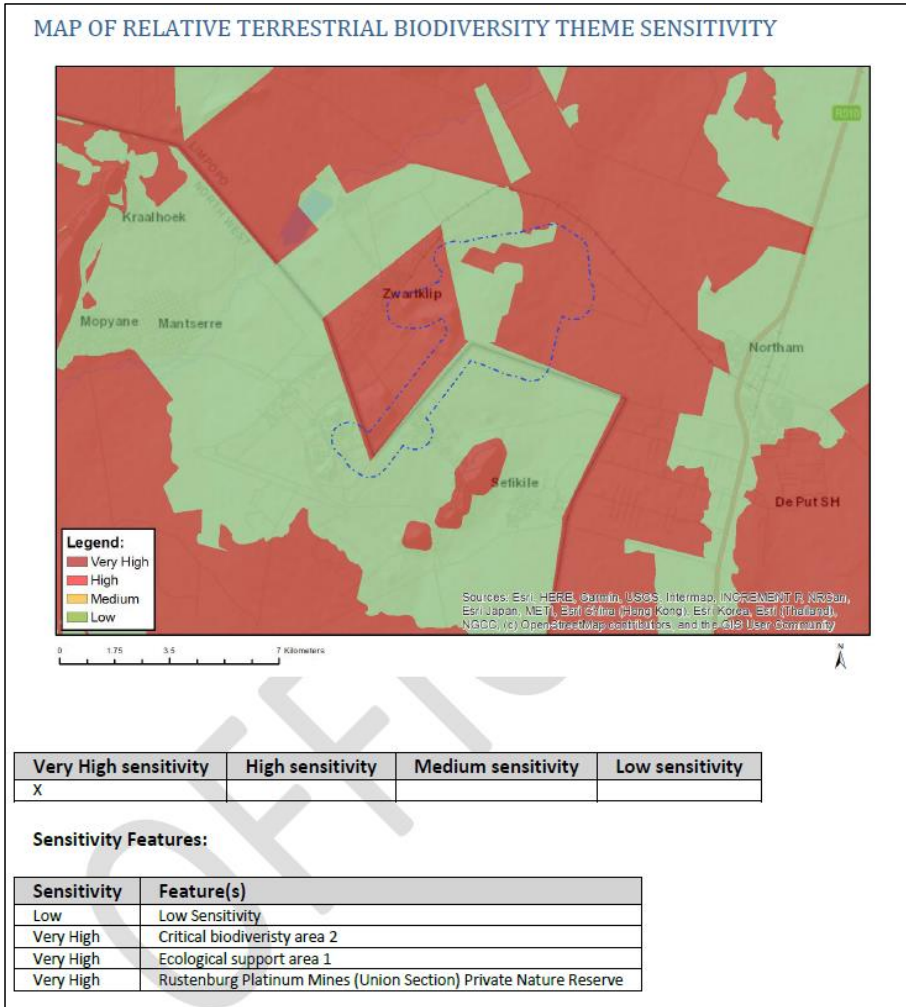 MAP OF RELATIVE TERRESTRIAL BIODIVERSITY THEME SENSITIVITY
R510
LIMPOPO
NORTH WEST
Kraalhoek
Zwartklip
Mopyane Mantserre
Northam
Sefikile
De Put SH
Legend:
Very High
High
Medium
Low
Sources: Esri, HERE, Garmin, USGS, Intermap, INCREMENT P, NRCan,
Esri Japan, METI, Esri China (Hong Kong), Esri Korea, Esri (Thailand),
NGCC, (c) OpenStreetMap contributors, and the GIS User Community
0 1.75 3.5 7 Kilometers
N
Very High sensitivity High sensitivity Medium sensitivity Low sensitivity
X
Sensitivity Features:
Sensitivity Feature(s)
Low Low Sensitivity
Very High Critical biodiveristy area 2
Very High Ecological support area 1
Very High Rustenburg Platinum Mines (Union Section) Private Nature Reserve